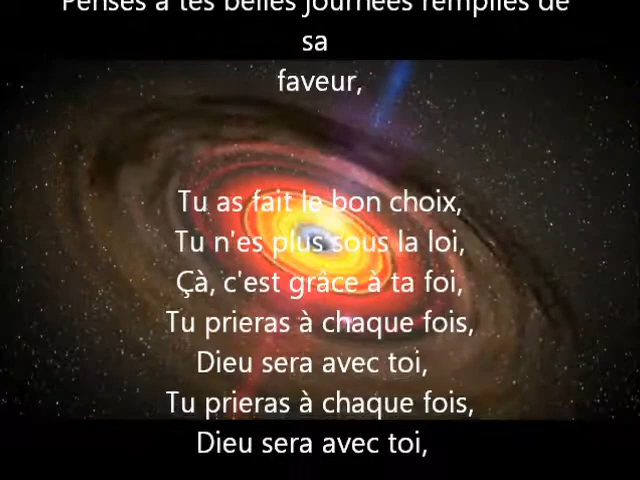 Penses à tes belles journées remplies de
sa
faveur,
Tu as fait le bon choix,
Tu n'es plus sous la loi,
Çà, c'est grâce à ta foi,
Tu prieras à chaque fois,
Dieu sera avec toi,
Tu prieras à chaque fois,
Dieu sera avec toi,